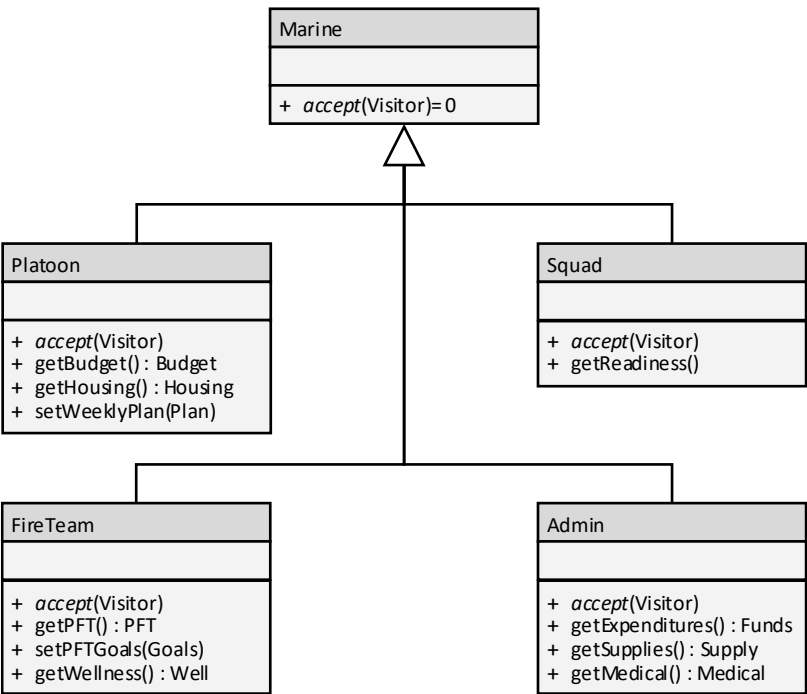 Marine
+ accept(Visitor)=0
Platoon
+ accept(Visitor)
+ getBudget() : Budget
+ getHousing() : Housing
+ setWeeklyPlan(Plan)
Squad
+ accept(Visitor)
+ getReadiness()
FireTeam
+ accept(Visitor)
+ getPFT() : PFT
+ setPFTGoals(Goals)
+ getWellness() : Well
Admin
+ accept(Visitor)
+ getExpenditures() : Funds
+ getSupplies() : Supply
+ getMedical() : Medical